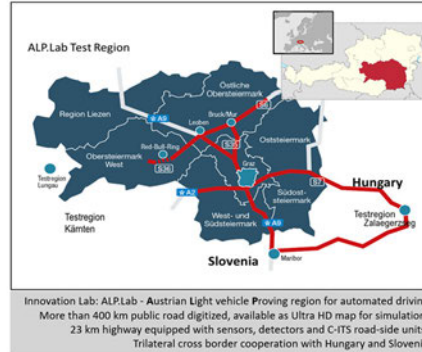 ALP.Lab Test Region
Östliche
Obersteiermark
Region Liezen
A9
Bruck/Mur
S6
Leoben
Red-Bull-Ring
S35
Oststeiermark
Obersteiermark
West
S36
Graz
Testregion
Lungau
A2
S7
Hungary
Südost-
steiermark
Testregion
Kärnten
West- und
Südsteiermark
A9
Testregion
Zalaegerszeg
Slovenia
Maribor
Innovation Lab: ALP.Lab - Austrian Light vehicle Proving region for automated drivin
More than 400 km public road digitized, available as Ultra HD map for simulation
23 km highway equipped with sensors, detectors and C-ITS road-side units
Trilateral cross border cooperation with Hungary and Sloveni